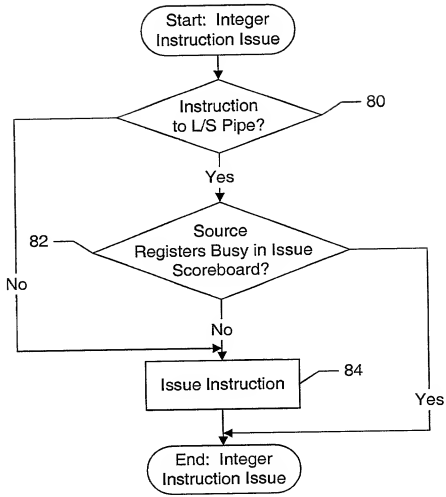 Start: Integer
Instruction Issue
Instruction
to L/S Pipe?
80
Yes
Source
Registers Busy in Issue
Scoreboard?
82
No
No
Issue Instruction
84
Yes
End: Integer
Instruction Issue